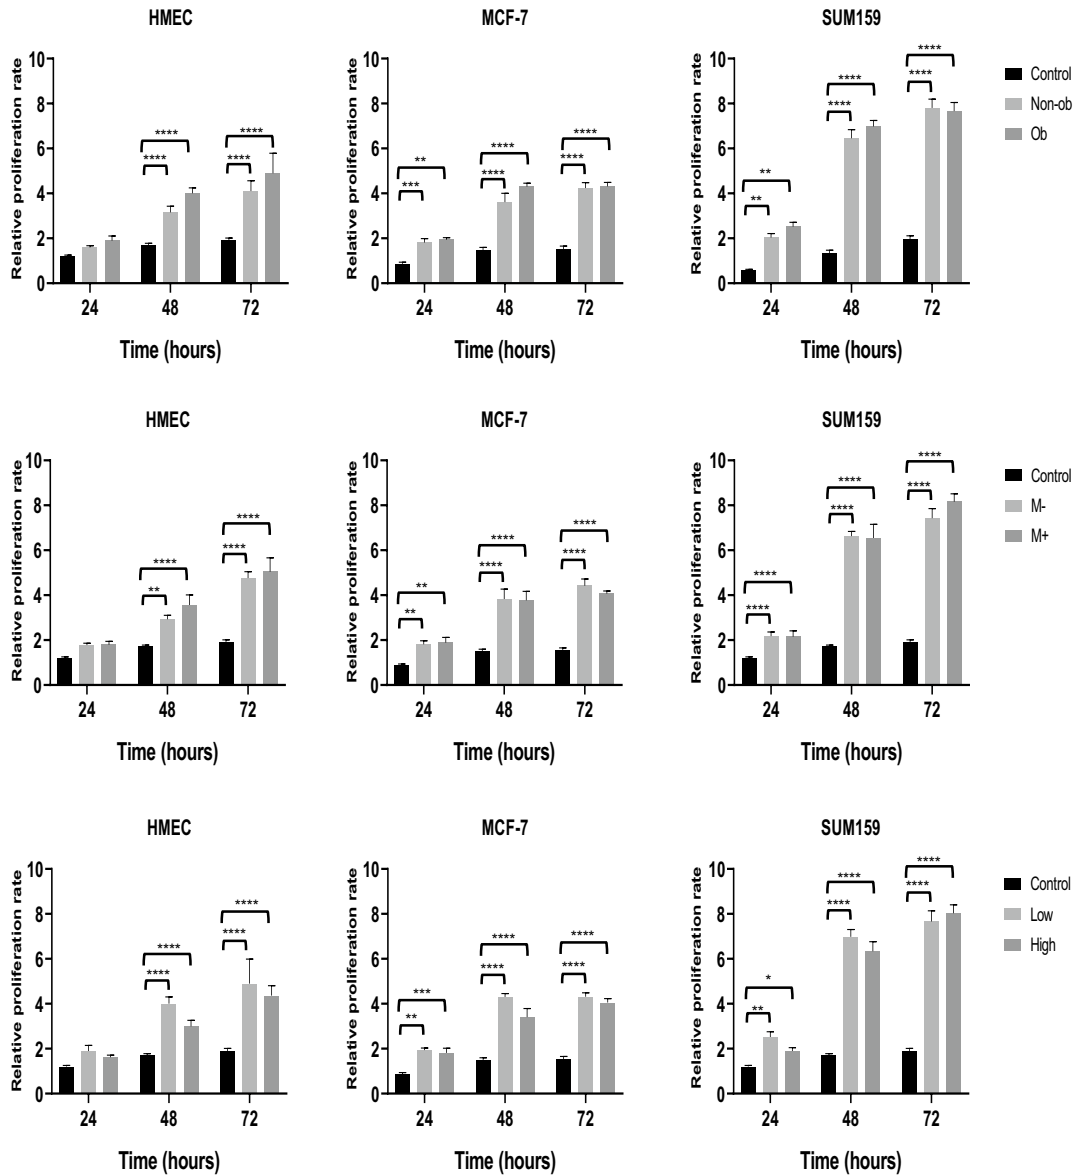 HMEC
MCF-7
SUM159
Relative proliferation rate
10
8
6
4
2
0
**** ****
**** ****
24 48 72
Time (hours)
Relative proliferation rate
10
8
6
4
2
0
** **** ****
*** **** ****
24 48 72
Time (hours)
Relative proliferation rate
10
8
6
4
2
0
** **** ****
** **** ****
24 48 72
Time (hours)
Control
Non-ob
Ob
HMEC
MCF-7
SUM159
Relative proliferation rate
10
8
6
4
2
0
**** ****
** ****
24 48 72
Time (hours)
Relative proliferation rate
10
8
6
4
2
0
** **** ****
** **** ****
24 48 72
Time (hours)
Relative proliferation rate
10
8
6
4
2
0
**** **** ****
**** **** ****
24 48 72
Time (hours)
Control
M-
M+
HMEC
MCF-7
SUM159
Relative proliferation rate
10
8
6
4
2
0
**** ****
**** ****
24 48 72
Time (hours)
Relative proliferation rate
10
8
6
4
2
0
*** **** ****
** **** ****
24 48 72
Time (hours)
Relative proliferation rate
10
8
6
4
2
0
* **** ****
** **** ****
24 48 72
Time (hours)
Control
Low
High